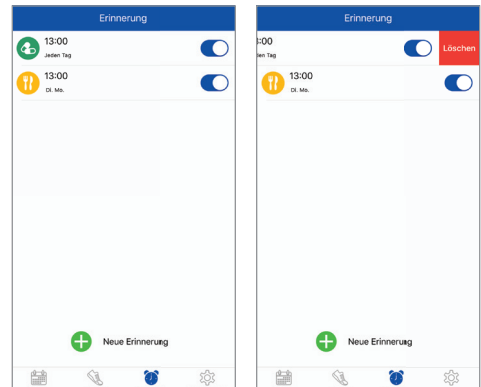 Erinnerung
13:00
Jeden Tag
13:00
Di. Mo.
Neue Erinnerung
Erinnerung
:00
en Tag
Löschen
13:00
Di. Mo.
Neue Erinnerung